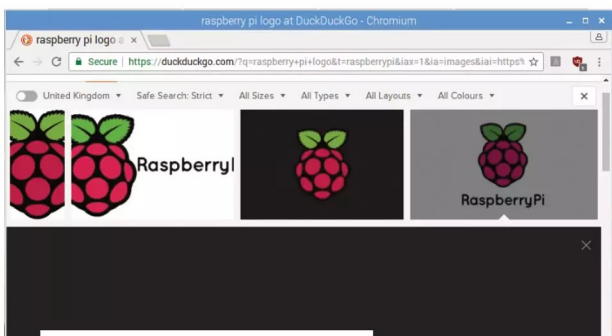 raspberry pi logo at DuckDuckGo - Chromium
raspberry pi logo a
Secure | https://duckduckgo.com/?q=raspberry+pi+logo&t=raspberrypi&iax=1&ia=images&iai=https%
United Kingdom Safe Search: Strict All Sizes All Types All Layouts All Colours
RaspberryP
RaspberryPi